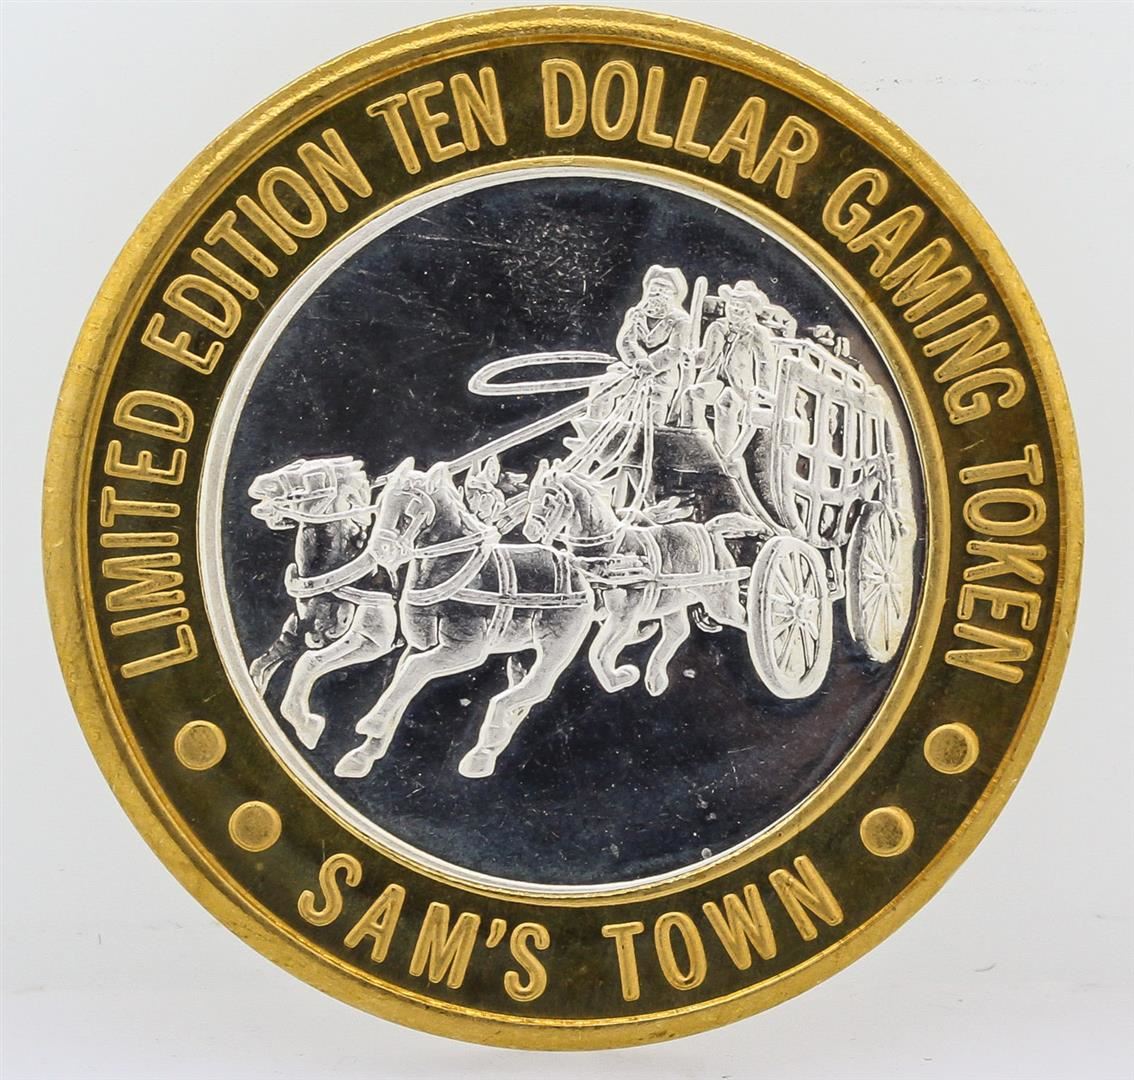 LIMITED EDITION TEN DOLLAR GAMING TOKEN
SAM'S TOWN